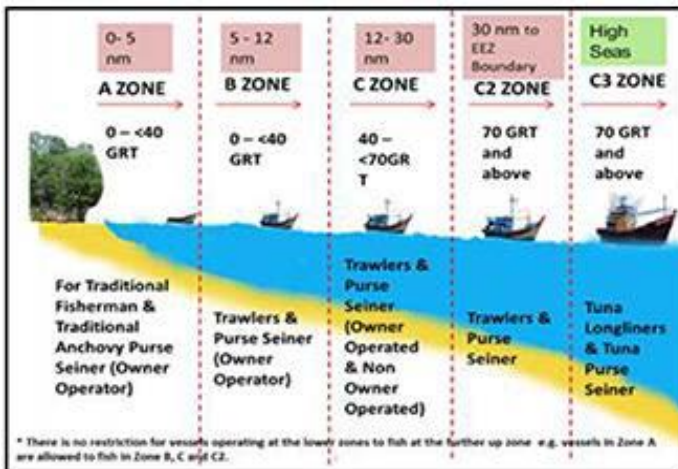 0- 5
nm
A ZONE
0 – <40
GRT
For Traditional
Fisherman &
Traditional
Anchovy Purse
Seiner (Owner
Operator)
5 - 12
nm
B ZONE
0 – <40
GRT
Trawlers &
Purse Seiner
(Owner
Operator)
12- 30
nm
C ZONE
40 –
<70GR
T
Trawlers &
Purse
Seiner
(Owner
Operated
& Non
Owner
Operated)
30 nm to
EEZ
Boundary
C2 ZONE
70 GRT
and
above
Trawlers &
Purse
Seiner
High
Seas
C3 ZONE
70 GRT
and
above
Tuna
Longliners
& Tuna
Purse
Seiner
* There is no restriction for vessels operating at the lower zones to fish at the further up zone e.g. vessels in Zone A
are allowed to fish in Zone B, C and C2.